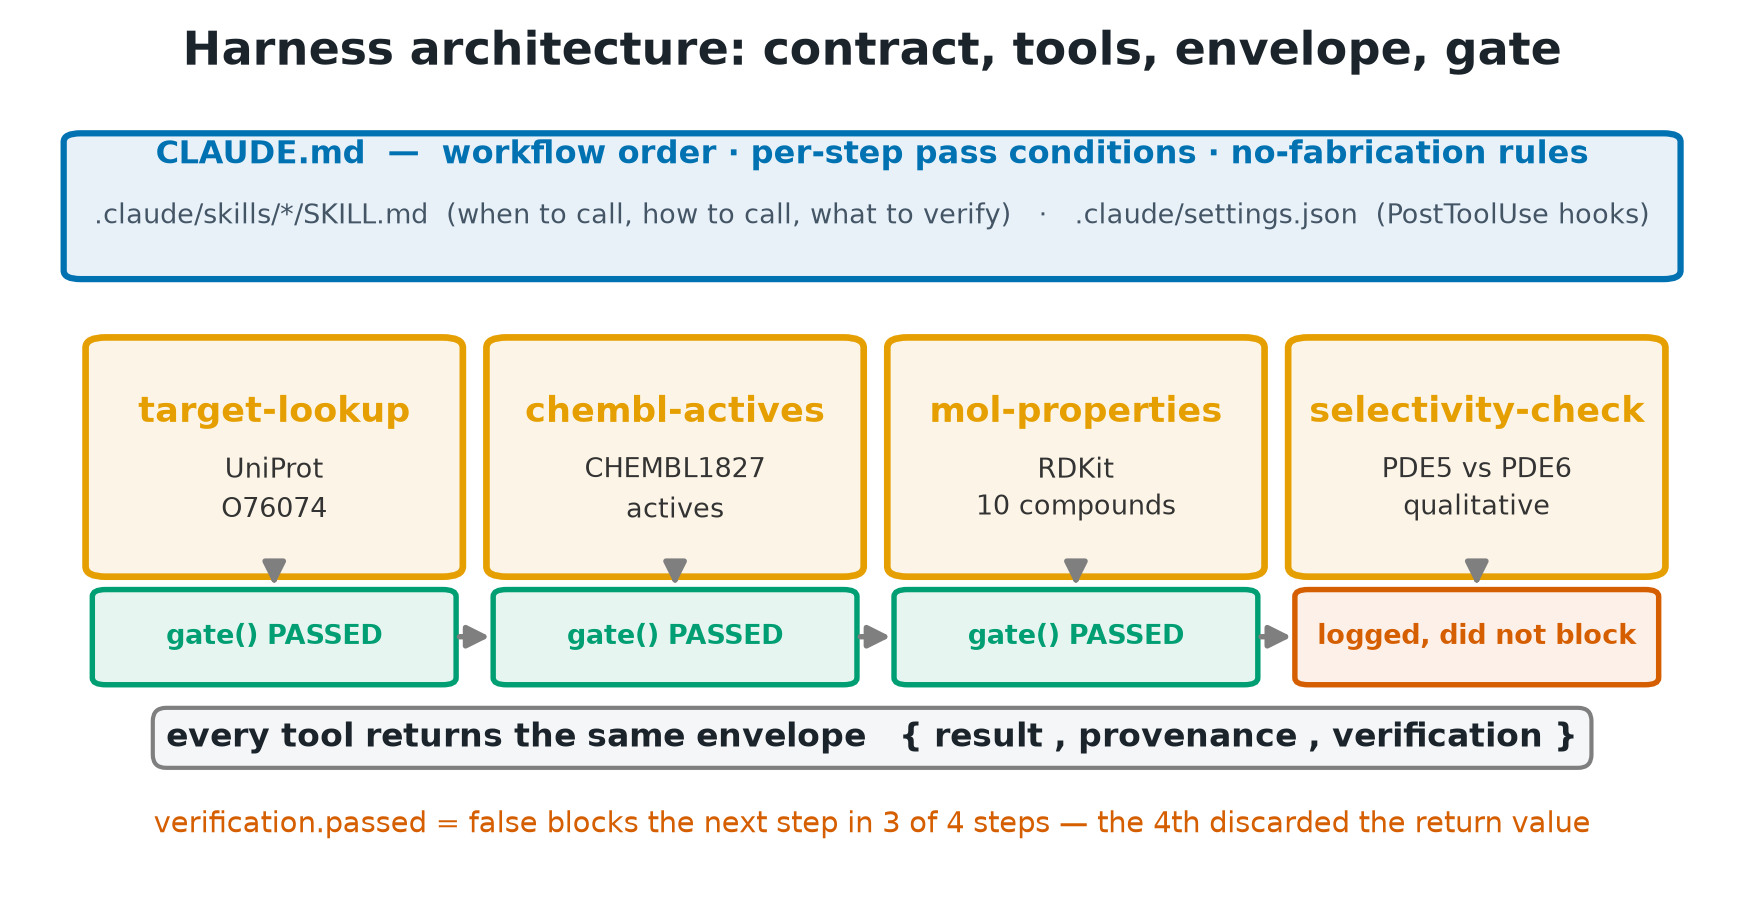 Harness architecture: contract, tools, envelope, gate
CLAUDE.md — workflow order · per-step pass conditions · no-fabrication rules
.claude/skills/*/SKILL.md (when to call, how to call, what to verify) · .claude/settings.json (PostToolUse hooks)
target-lookup
UniProt
O76074
chembl-actives
CHEMBL1827
actives
mol-properties
RDKit
10 compounds
selectivity-check
PDE5 vs PDE6
qualitative
gate() PASSED
gate() PASSED
gate() PASSED
logged, did not block
every tool returns the same envelope { result , provenance , verification }
verification.passed = false blocks the next step in 3 of 4 steps — the 4th discarded the return value